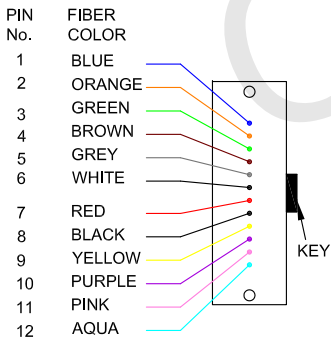 PIN FIBER
No. COLOR
1 BLUE
2 ORANGE
3 GREEN
4 BROWN
5 GREY
6 WHITE
7 RED
8 BLACK
9 YELLOW
10 PURPLE
11 PINK
12 AQUA
KEY